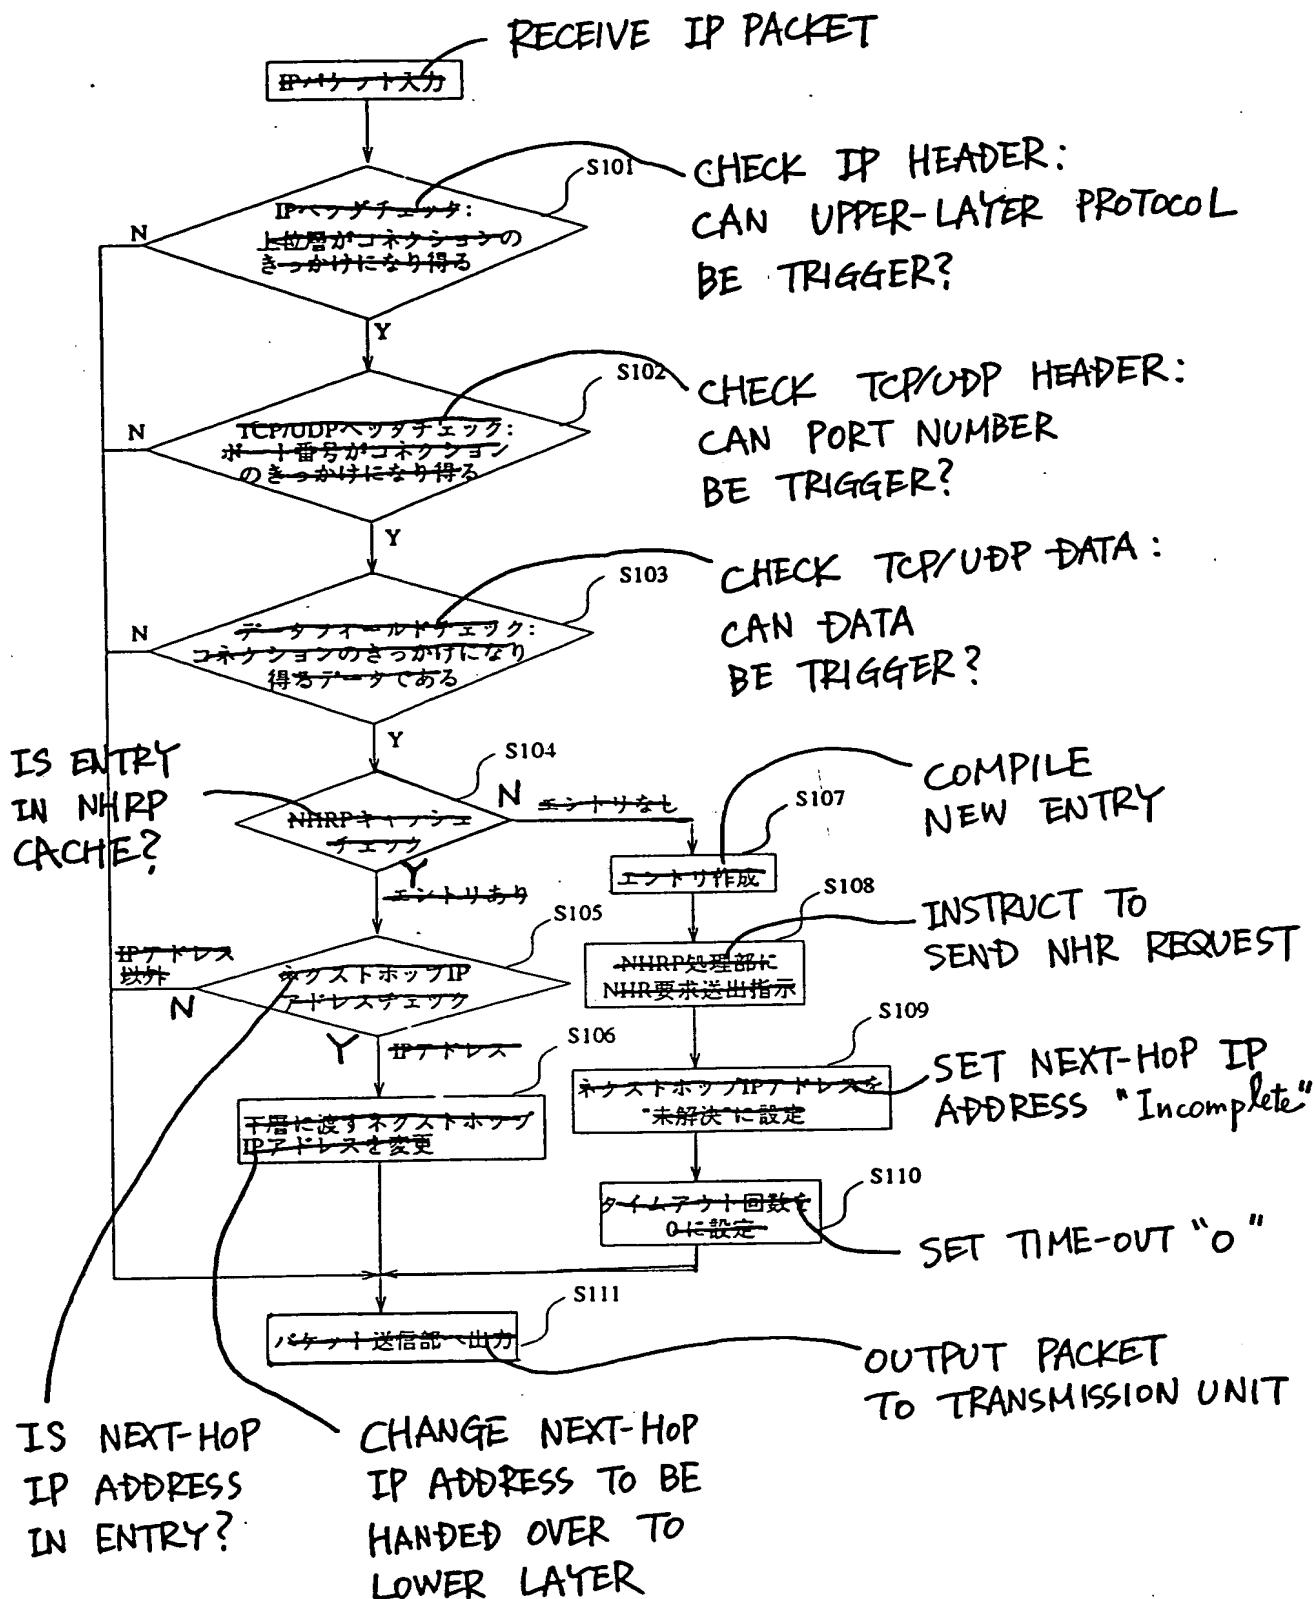 RECEIVE IP PACKET
IPパケット入力
S101
CHECK IP HEADER:
CAN UPPER-LAYER PROTOCOL
BE TRIGGER?
IPヘッダチェック:
上位層がコネクションの
きっかけになり得る
N
Y
S102
CHECK TCP/UDP HEADER:
CAN PORT NUMBER
BE TRIGGER?
TCP/UDPヘッダチェック:
ポート番号がコネクション
のきっかけになり得る
N
Y
S103
CHECK TCP/UDP DATA:
CAN DATA
BE TRIGGER?
データフィールドチェック:
コネクションのきっかけになり
得るデータである
N
Y
IS ENTRY
IN NHRP
CACHE?
S104
NHRPキャッシュ
チェック
N
エントリなし
Y
エントリあり
S107
COMPILE
NEW ENTRY
エントリ作成
S108
INSTRUCT TO
SEND NHR REQUEST
NHRP処理部に
NHR要求送出指示
S105
IPアドレス
以外
N
ネクストホップIP
アドレスチェック
Y
IPアドレス
S106
下層に渡すネクストホップ
IPアドレスを変更
S109
SET NEXT-HOP IP
ADDRESS "Incomplete"
ネクストホップIPアドレスを
"未解決"に設定
S110
タイムアウト回数を
0に設定
SET TIME-OUT "0"
S111
パケット送信部へ出力
OUTPUT PACKET
TO TRANSMISSION UNIT
IS NEXT-HOP
IP ADDRESS
IN ENTRY?
CHANGE NEXT-HOP
IP ADDRESS TO BE
HANDED OVER TO
LOWER LAYER